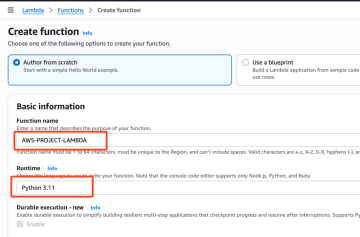 Lambda > Functions > Create function
Create function Info
Choose one of the following options to create your function.
Author from scratch
Start with a simple Hello World example.
Use a blueprint
Build a Lambda application from sample code
use cases.
Basic information
Function name
Enter a name that describes the purpose of your function.
AWS-PROJECT-LAMBDA
Function name must be 1 to 64 characters, must be unique to the Region, and can't include spaces. Valid characters are a-z, A-Z, 0-9, hyphens (-), an
Runtime Info
Choose the language to use to write your function. Note that the console code editor supports only Node.js, Python, and Ruby.
Python 3.11
Durable execution - new Info
Enable durable execution to simplify building resilient multi-step applications that checkpoint progress and resume after interruptions. Supports P
Enable